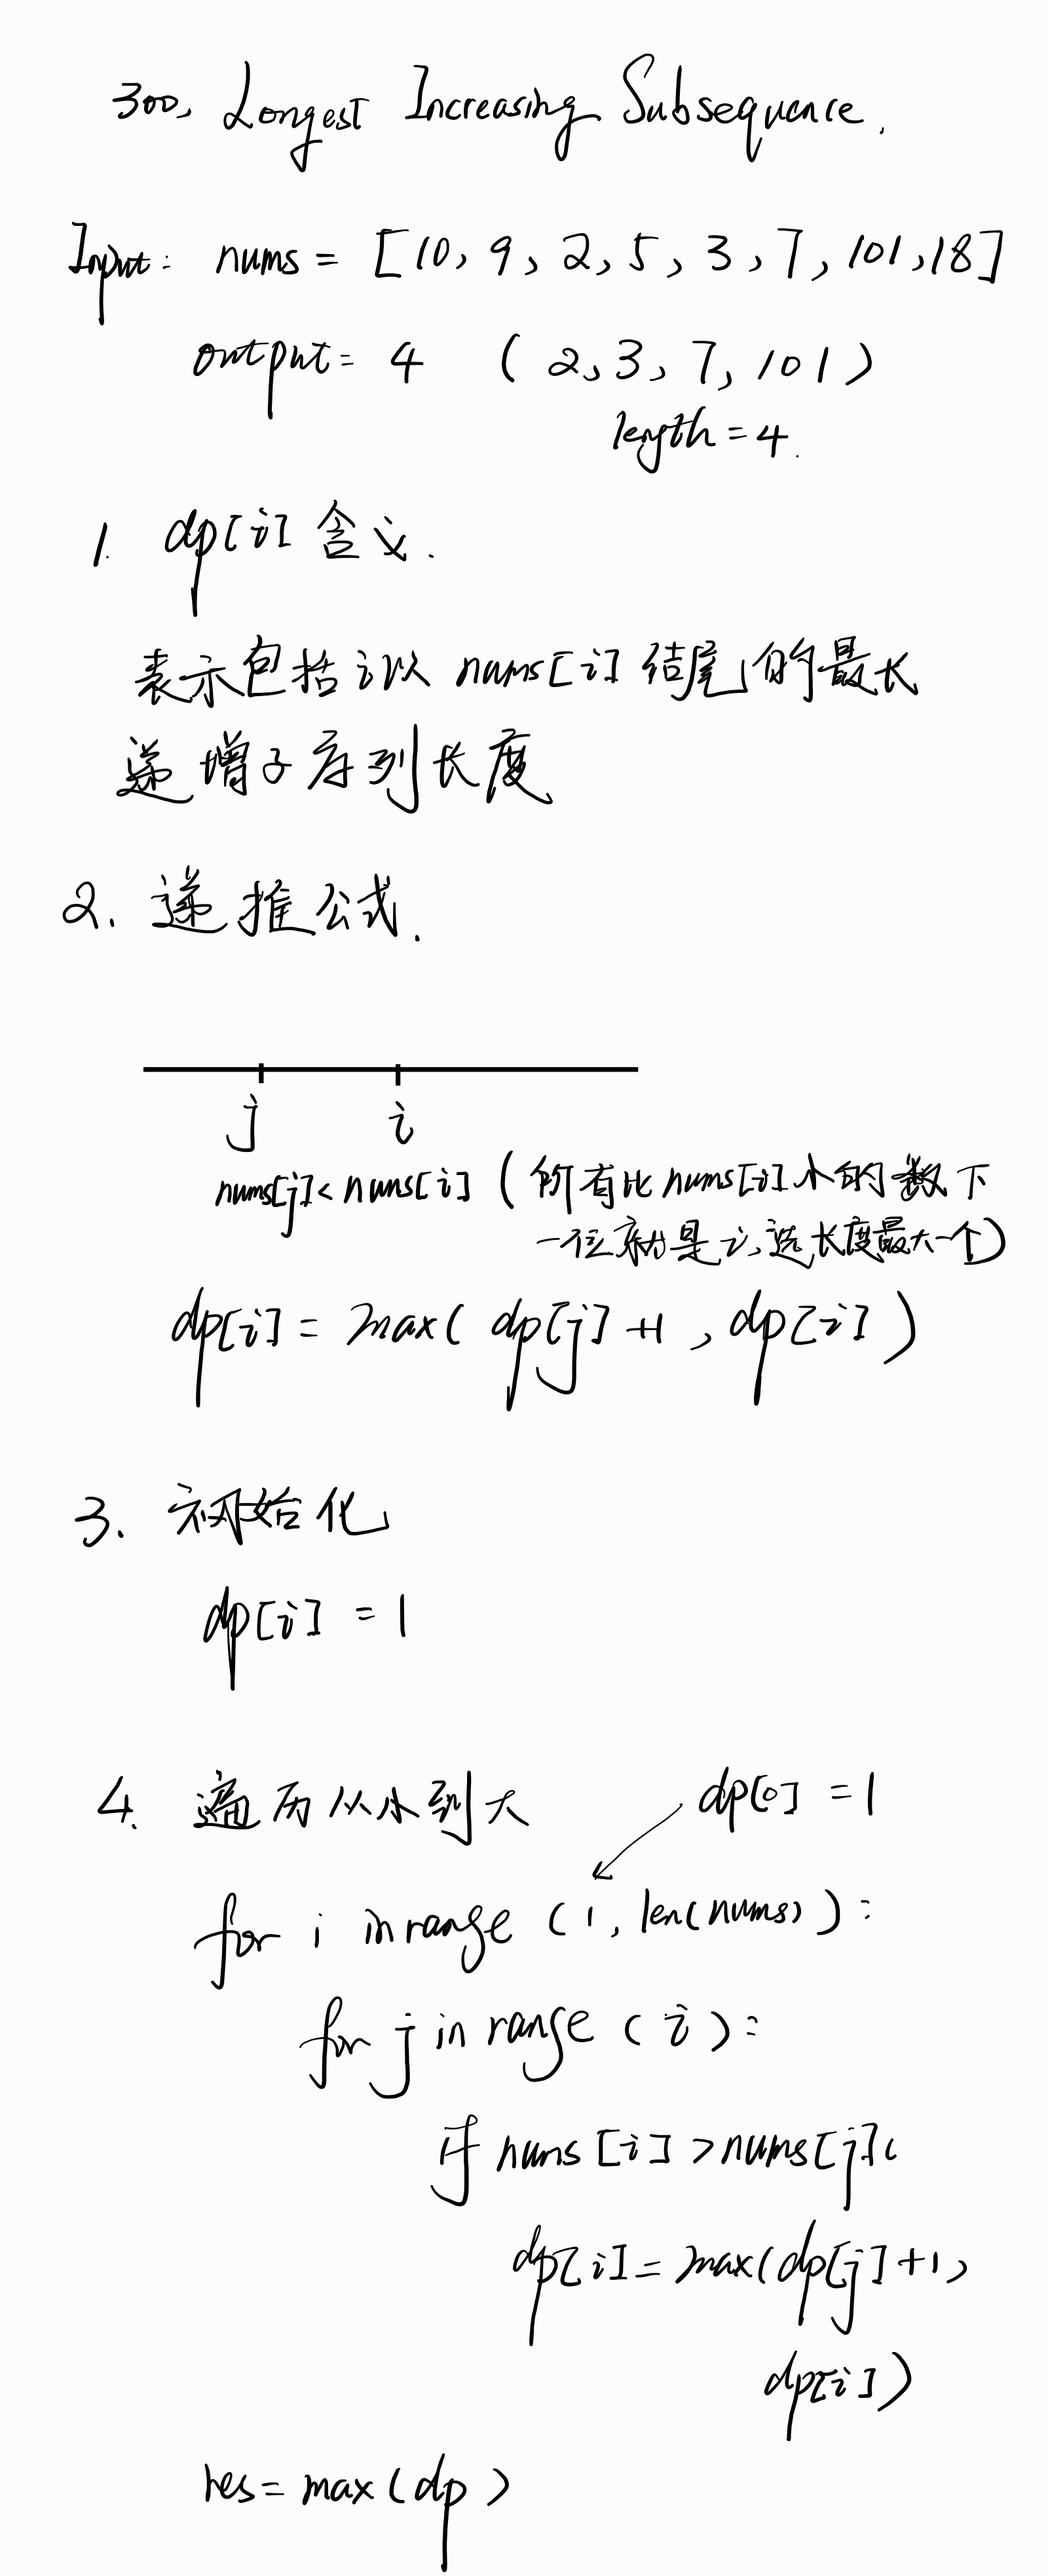 300. Longest Increasing Subsequence.
Input: nums = [10, 9, 2, 5, 3, 7, 101, 18]
output = 4 (2, 3, 7, 101)
length = 4.
1. dp[i] 含义.
表示包括 i 以 nums[i] 结尾的最长
递增子序列长度
2. 递推公式.
j i
nums[j] < nums[i] (所有比 nums[i] 小的数下
一位就是 i, 选长度最大一个)
dp[i] = max( dp[j] +1 , dp[i] )
3. 初始化
dp[i] = 1
4. 遍历从小到大 dp[0] = 1
for i in range (1, len(nums)):
for j in range (i):
if nums[i] > nums[j]:
dp[i] = max(dp[j] +1,
dp[i])
res = max(dp)